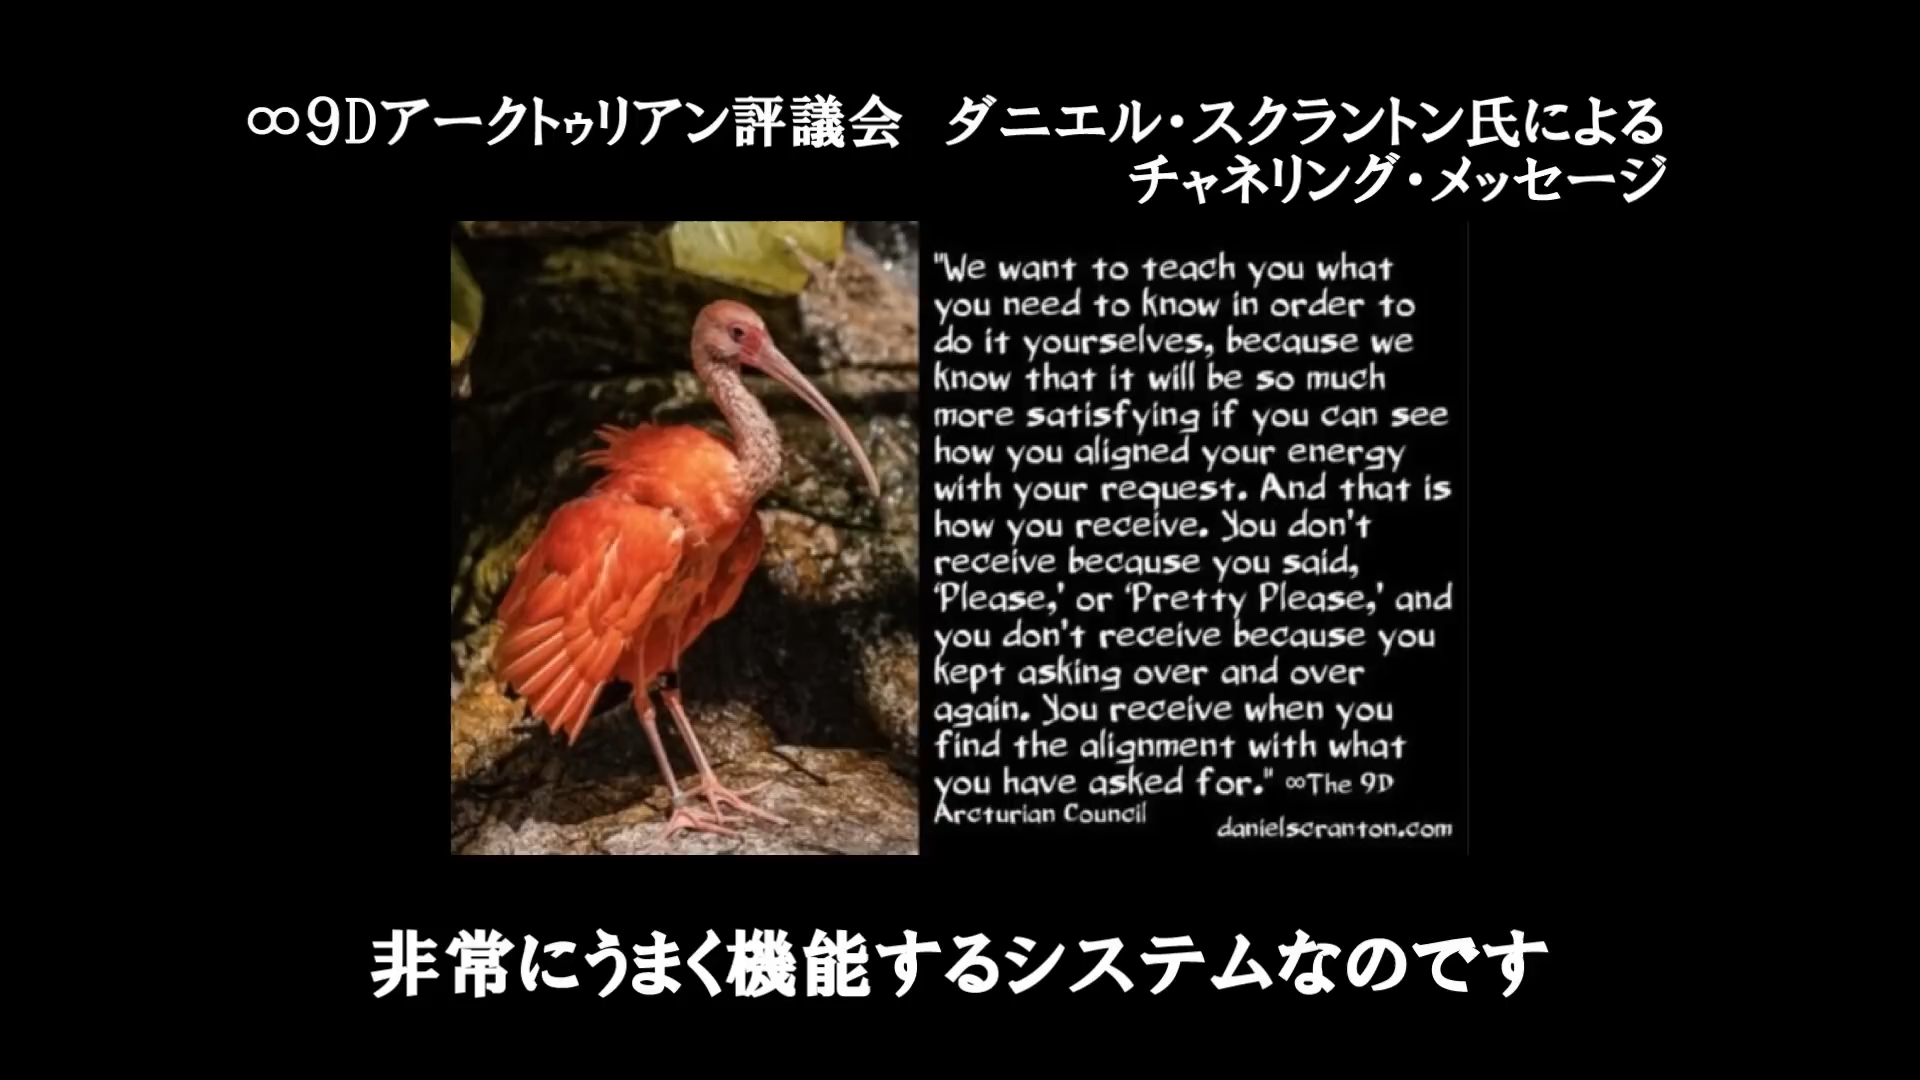 ∞9Dアークトゥリアン評議会　ダニエル・スクラントン氏による
チャネリング・メッセージ
"We want to teach you what
you need to know in order to
do it yourselves, because we
know that it will be so much
more satisfying if you can see
how you aligned your energy
with your request. And that is
how you receive. You don't
receive because you said,
‘Please,’ or ‘Pretty Please,’ and
you don't receive because you
kept asking over and over
again. You receive when you
find the alignment with what
you have asked for." ∞The 9D
Arcturian Council
danielscranton.com
非常にうまく機能するシステムなのです